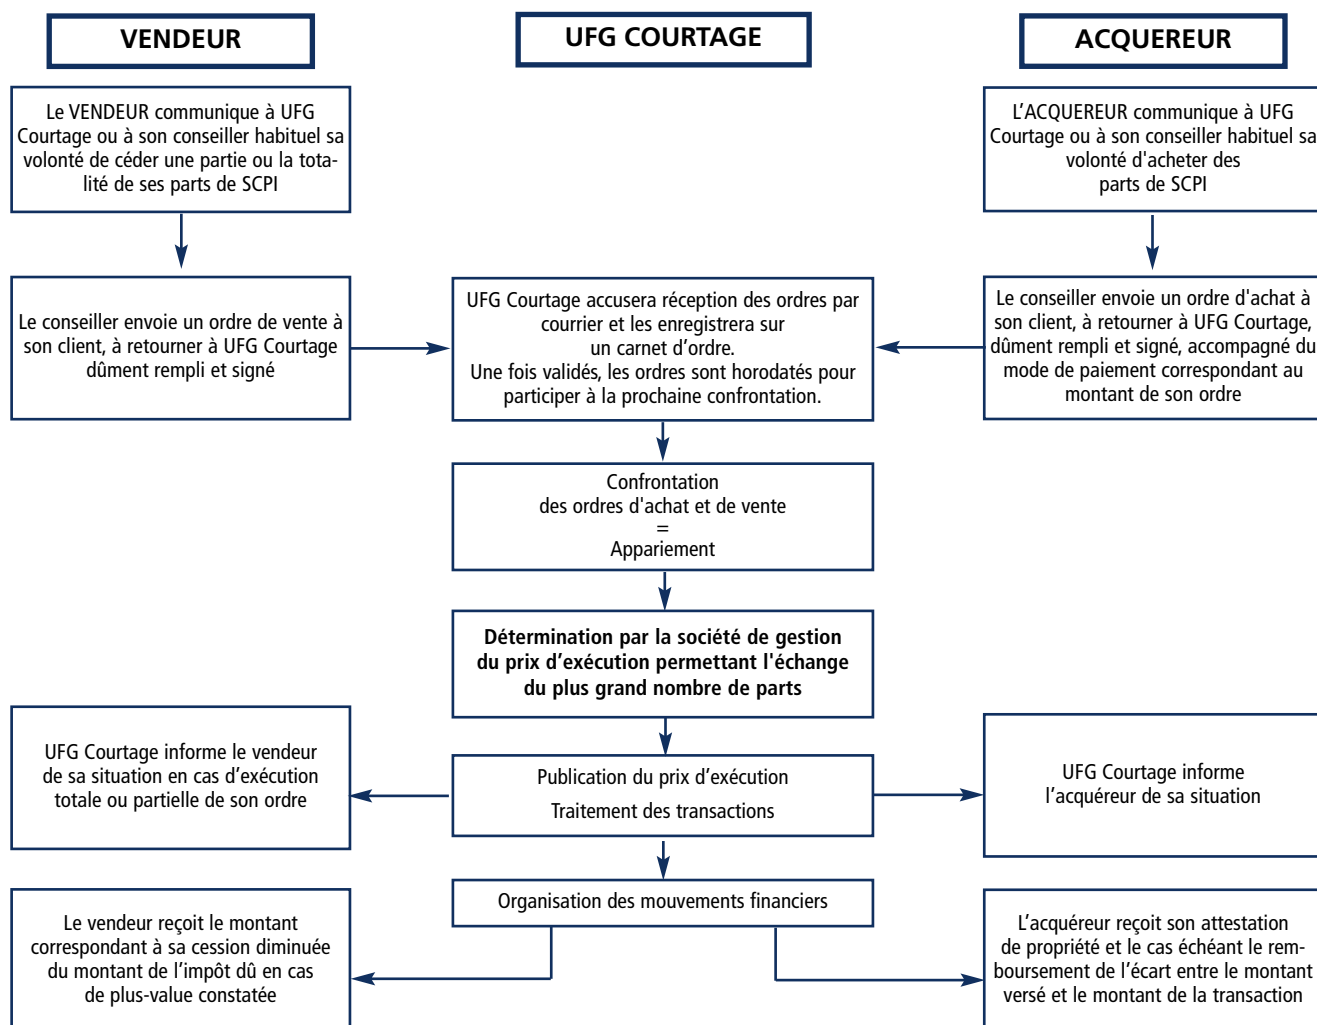 VENDEUR
UFG COURTAGE
ACQUEREUR
Le VENDEUR communique à UFG
Courtage ou à son conseiller habituel sa
volonté de céder une partie ou la tota-
lité de ses parts de SCPI
L'ACQUEREUR communique à UFG
Courtage ou à son conseiller habituel sa
volonté d'acheter des
parts de SCPI
Le conseiller envoie un ordre de vente à
son client, à retourner à UFG Courtage
dûment rempli et signé
UFG Courtage accusera réception des ordres par
courrier et les enregistrera sur
un carnet d'ordre.
Une fois validés, les ordres sont horodatés pour
participer à la prochaine confrontation.
Le conseiller envoie un ordre d'achat à
son client, à retourner à UFG Courtage,
dûment rempli et signé, accompagné du
mode de paiement correspondant au
montant de son ordre
Confrontation
des ordres d'achat et de vente
=
Appariement
Détermination par la société de gestion
du prix d'exécution permettant l'échange
du plus grand nombre de parts
UFG Courtage informe le vendeur
de sa situation en cas d'exécution
totale ou partielle de son ordre
Publication du prix d'exécution
Traitement des transactions
UFG Courtage informe
l'acquéreur de sa situation
Organisation des mouvements financiers
Le vendeur reçoit le montant
correspondant à sa cession diminuée
du montant de l'impôt dû en cas
de plus-value constatée
L'acquéreur reçoit son attestation
de propriété et le cas échéant le rem-
boursement de l'écart entre le montant
versé et le montant de la transaction